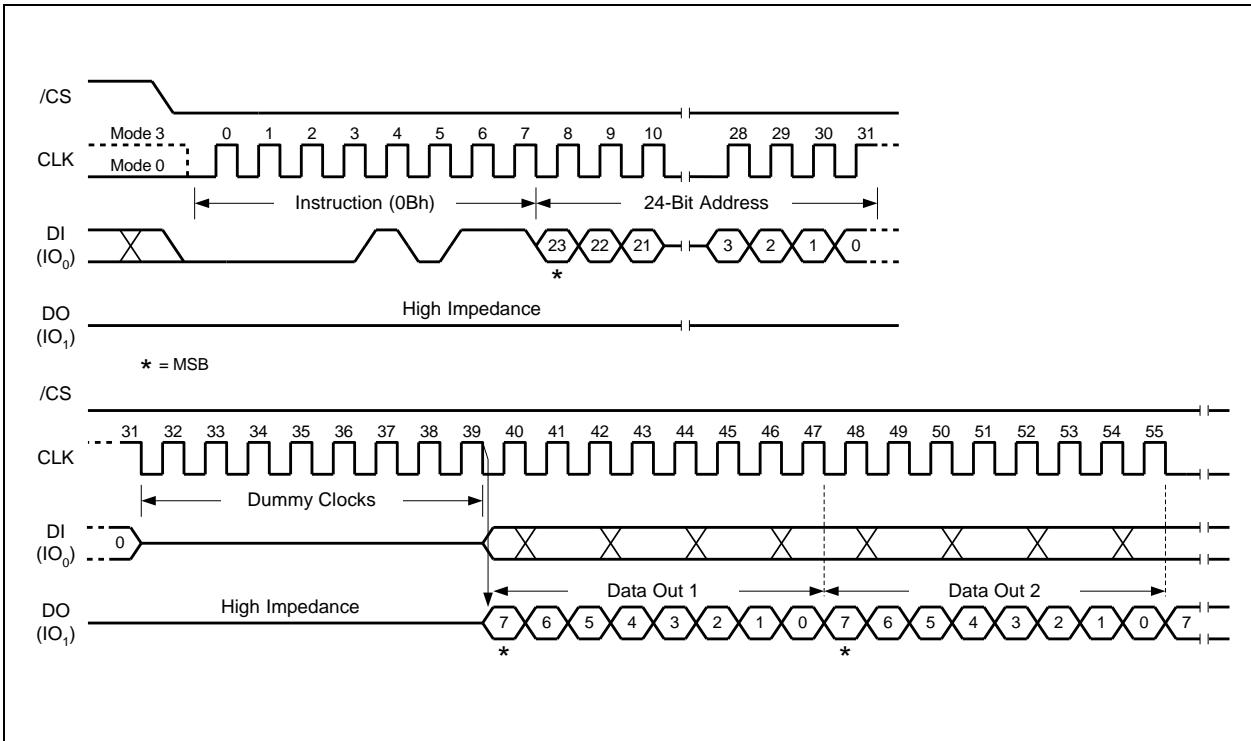 /CS
Mode 3 0 1 2 3 4 5 6 7 8 9 10 28 29 30 31
CLK
Mode 0
Instruction (0Bh) 24-Bit Address
DI
(IO0)
23 22 21 3 2 1 0
*
High Impedance
DO
(IO1)
* = MSB
/CS
31 32 33 34 35 36 37 38 39 40 41 42 43 44 45 46 47 48 49 50 51 52 53 54 55
CLK
Dummy Clocks
DI
(IO0)
0
Data Out 1 Data Out 2
DO
(IO1)
High Impedance
7 6 5 4 3 2 1 0 7 6 5 4 3 2 1 0 7
* *